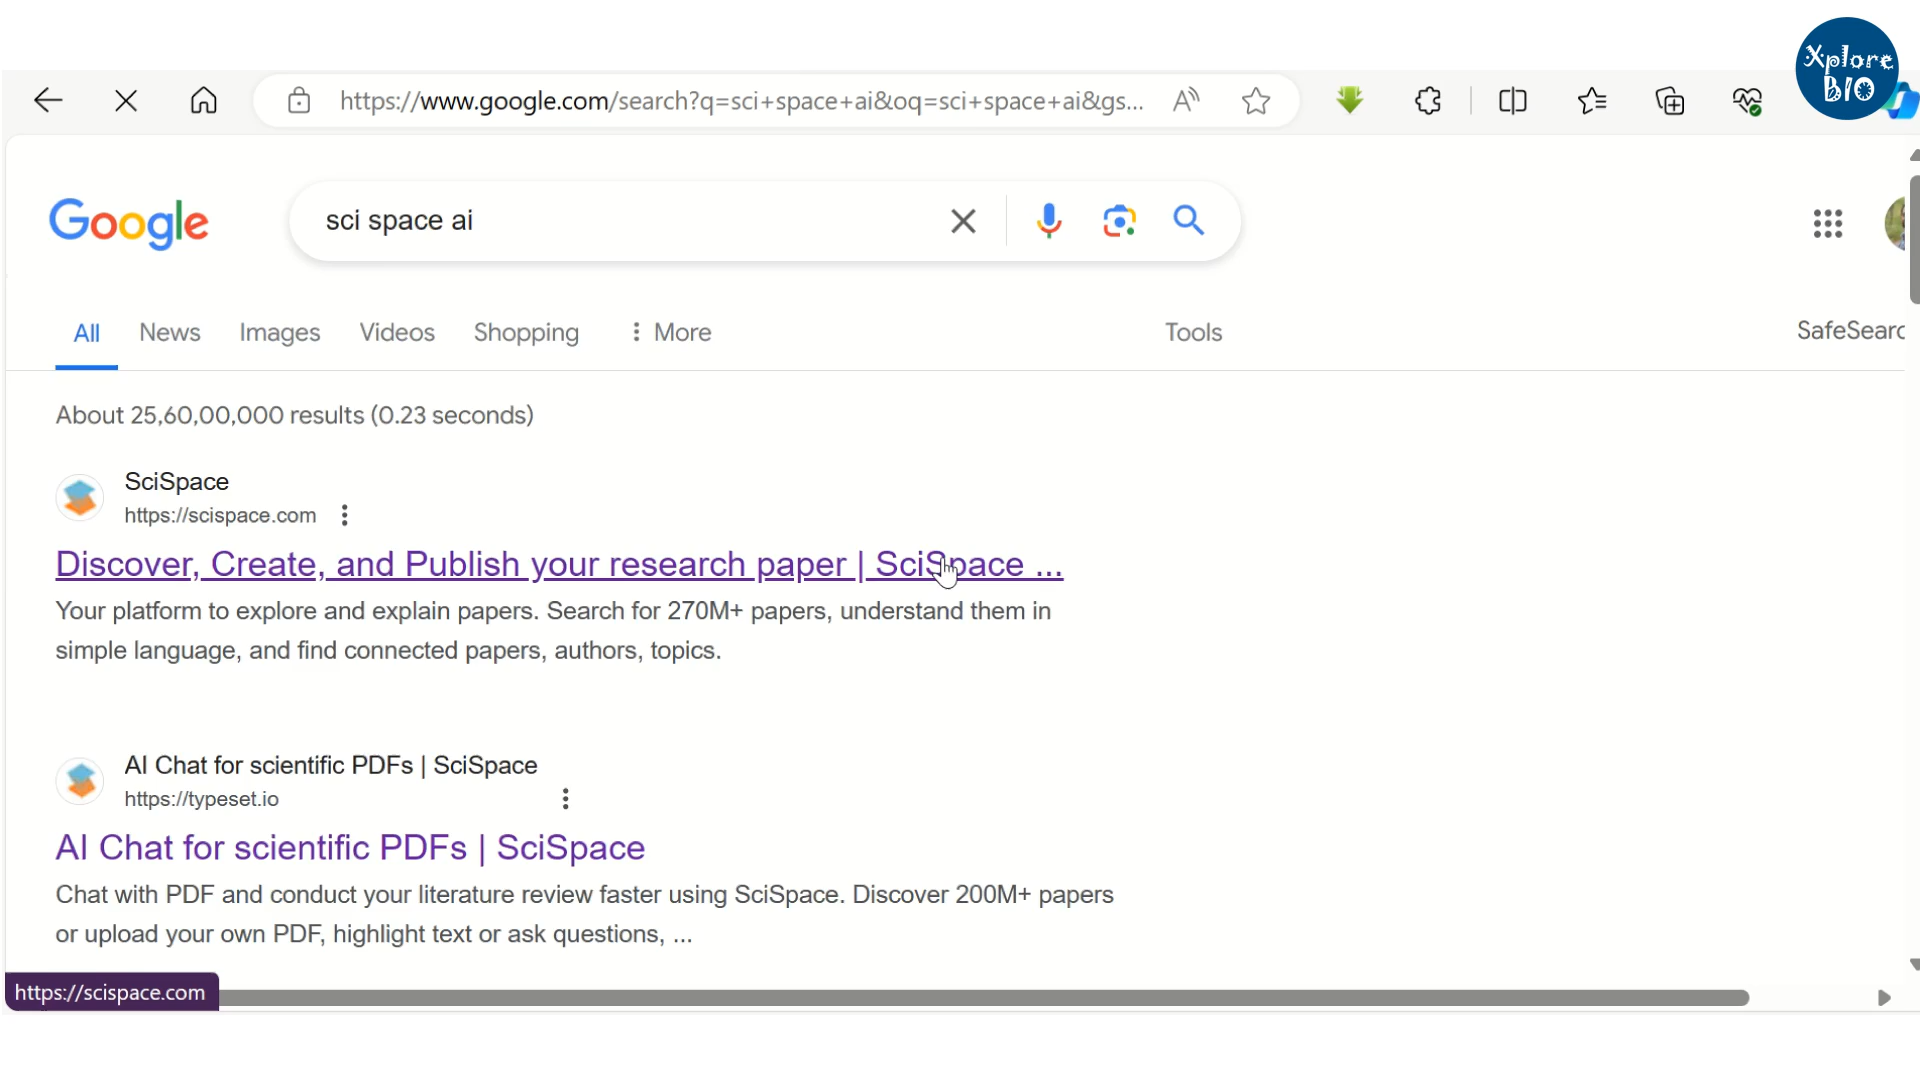 Xplore
BIO
https://www.google.com/search?q=sci+space+ai&oq=sci+space+ai&gs...
Google
sci space ai
All News Images Videos Shopping More Tools SafeSearc
About 25,60,00,000 results (0.23 seconds)
SciSpace
https://scispace.com
Discover, Create, and Publish your research paper | SciSpace ...
Your platform to explore and explain papers. Search for 270M+ papers, understand them in
simple language, and find connected papers, authors, topics.
AI Chat for scientific PDFs | SciSpace
https://typeset.io
AI Chat for scientific PDFs | SciSpace
Chat with PDF and conduct your literature review faster using SciSpace. Discover 200M+ papers
or upload your own PDF, highlight text or ask questions, ...
https://scispace.com